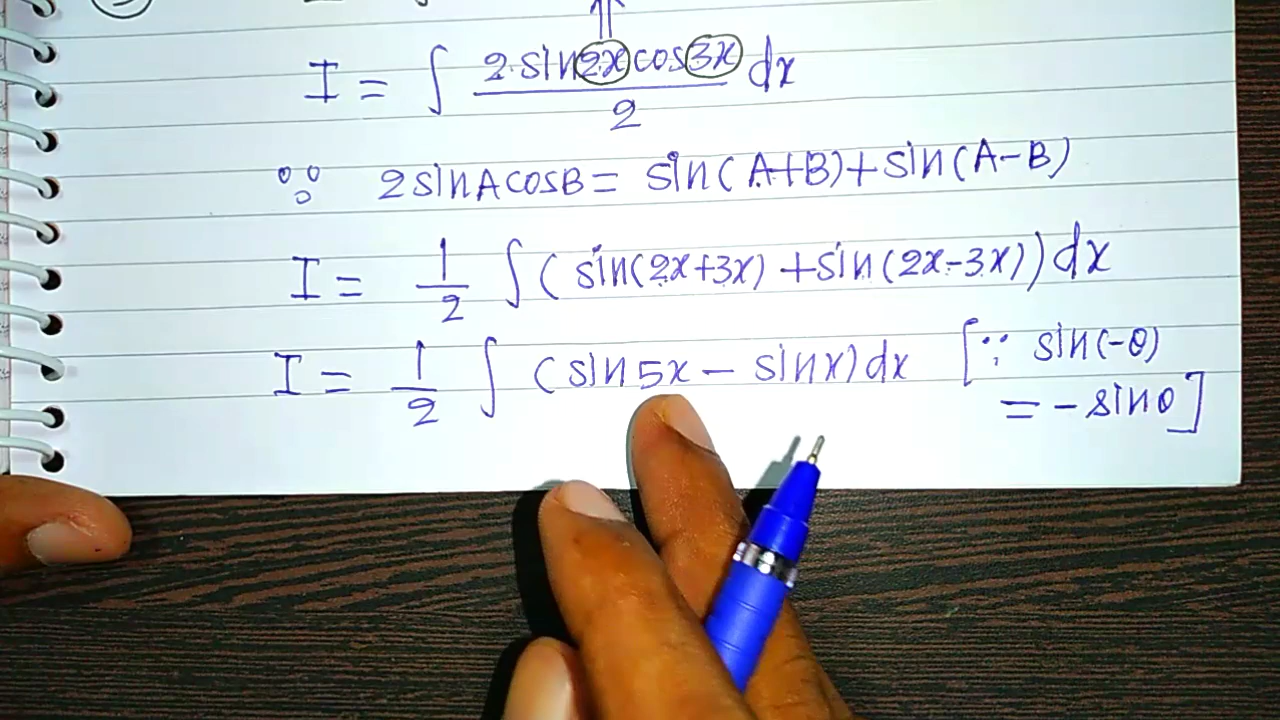 I = ∫ 2·sin2x cos3x / 2 dx
∵ 2sinAcosB = sin(A+B)+sin(A-B)
I = 1/2 ∫( sin(2x+3x) +sin(2x-3x))dx
I = 1/2 ∫ (sin5x - sinx)dx [∵ sin(-θ)
= - sinθ]